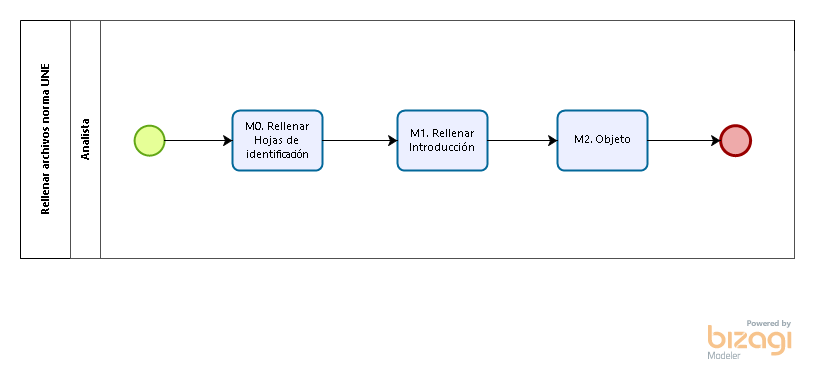 Rellenar archivos norma UNE
Analista
M0. Rellenar
Hojas de
identificación
M1. Rellenar
Introducción
M2. Objeto
Powered by
bizagi
Modeler